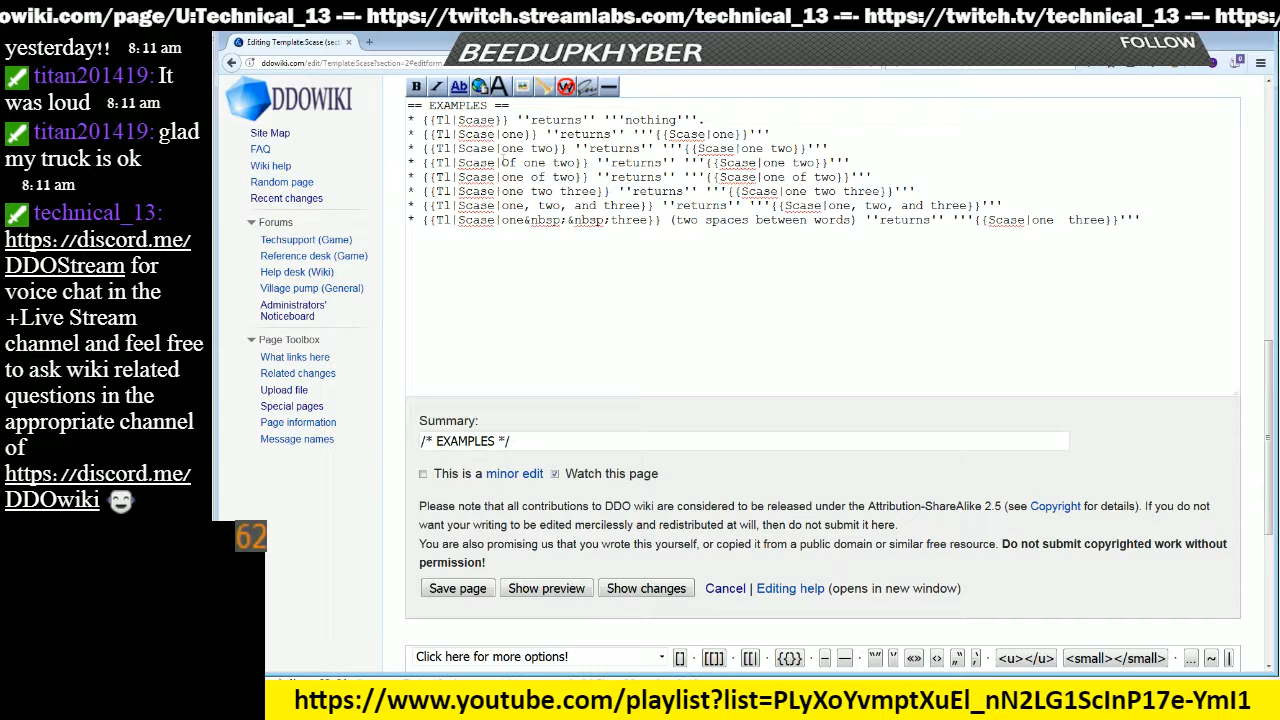 owiki.com/page/U:Technical_13 -=- https://twitch.streamlabs.com/technical_13 -=- https://twitch.tv/technical_13 -=- https:/
yesterday!! 8:11 am
titan201419: It
was loud 8:11 am
titan201419: glad
my truck is ok
8:11 am
technical_13:
https://discord.me/
DDOStream for
voice chat in the
+Live Stream
channel and feel free
to ask wiki related
questions in the
appropriate channel
of
https://discord.me/
DDOwiki
62
Editing Template:Scase (sec
BEEDUPKHYBER
FOLLOW
ddowiki.com/edit/Template:Scase?section=2#editform
DDOWIKI
Site Map
FAQ
Wiki help
Random page
Recent changes
Forums
Techsupport (Game)
Reference desk (Game)
Help desk (Wiki)
Village pump (General)
Administrators'
Noticeboard
Page Toolbox
What links here
Related changes
Upload file
Special pages
Page information
Message names
== EXAMPLES ==
* {{Tl|Scase}} ''returns'' '''nothing'''.
* {{Tl|Scase|one}} ''returns'' '''{{Scase|one}}'''
* {{Tl|Scase|one two}} ''returns'' '''{{Scase|one two}}'''
* {{Tl|Scase|Of one two}} ''returns'' '''{{Scase|one two}}'''
* {{Tl|Scase|one of two}} ''returns'' '''{{Scase|one of two}}'''
* {{Tl|Scase|one two three}} ''returns'' '''{{Scase|one two three}}'''
* {{Tl|Scase|one, two, and three}} ''returns'' '''{{Scase|one, two, and three}}'''
* {{Tl|Scase|one&nbsp;&nbsp;three}} (two spaces between words) ''returns'' '''{{Scase|one  three}}'''
Summary:
/* EXAMPLES */
This is a minor edit Watch this page
Please note that all contributions to DDO wiki are considered to be released under the Attribution-ShareAlike 2.5 (see Copyright for details). If you do not
want your writing to be edited mercilessly and redistributed at will, then do not submit it here.
You are also promising us that you wrote this yourself, or copied it from a public domain or similar free resource. Do not submit copyrighted work without
permission!
Save page Show preview Show changes Cancel | Editing help (opens in new window)
Click here for more options! [] · [[]] · [[| · {{}} · – · — · “” · ‘’ · «» · ‹› · „“ · ‚‘ · <u></u> · <small></small> · … · ~ · |
https://www.youtube.com/playlist?list=PLyXoYvmptXuEl_nN2LG1ScInP17e-YmI1